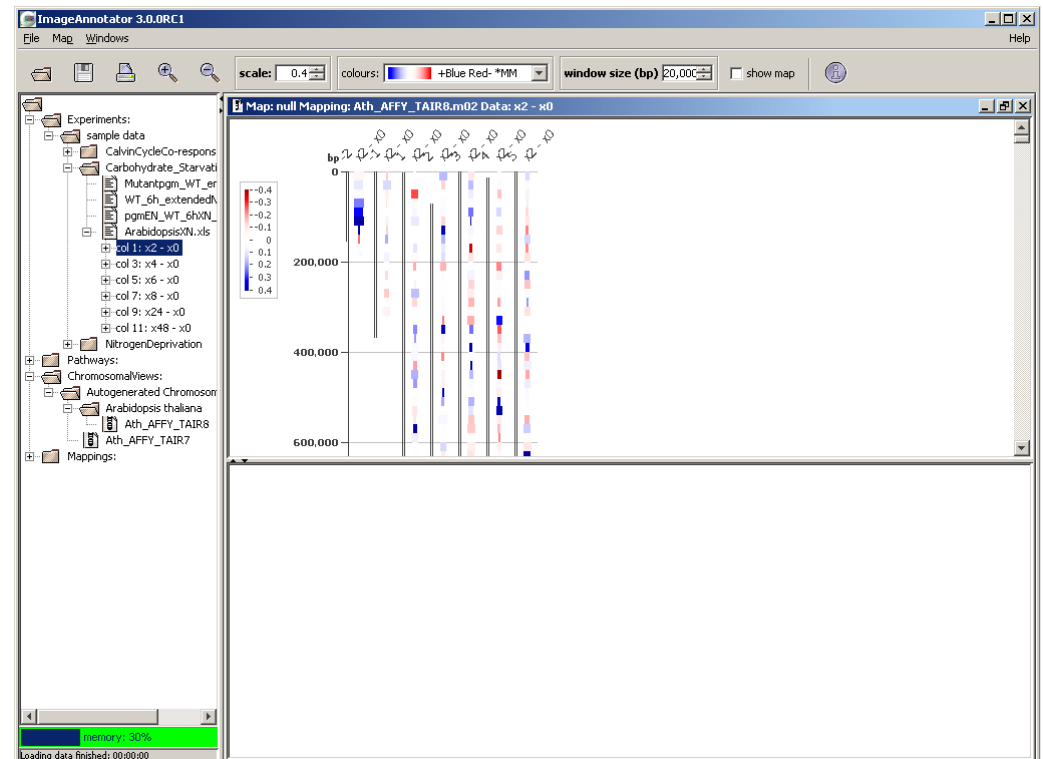 ImageAnnotator 3.0.0RC1
File Map Windows Help
scale: 0.4 colours: +Blue Red- *MM window size (bp) 20,000 show map
Experiments:
sample data
CalvinCycleCo-respons
Carbohydrate_Starvati
Mutantpgm_WT_er
WT_6h_extendedN
pgmEN_WT_6hXN_
ArabidopsisXN.xls
col 1: x2 - x0
col 3: x4 - x0
col 5: x6 - x0
col 7: x8 - x0
col 9: x24 - x0
col 11: x48 - x0
NitrogenDeprivation
Pathways:
ChromosomalViews:
Autogenerated Chromosom
Arabidopsis thaliana
Ath_AFFY_TAIR8
Ath_AFFY_TAIR7
Mappings:
memory: 30%
Loading data finished: 00:00:00
Map: null Mapping: Ath_AFFY_TAIR8.m02 Data: x2 - x0
bp
0
200,000
400,000
600,000
-0.4
-0.3
-0.2
-0.1
0
0.1
0.2
0.3
0.4